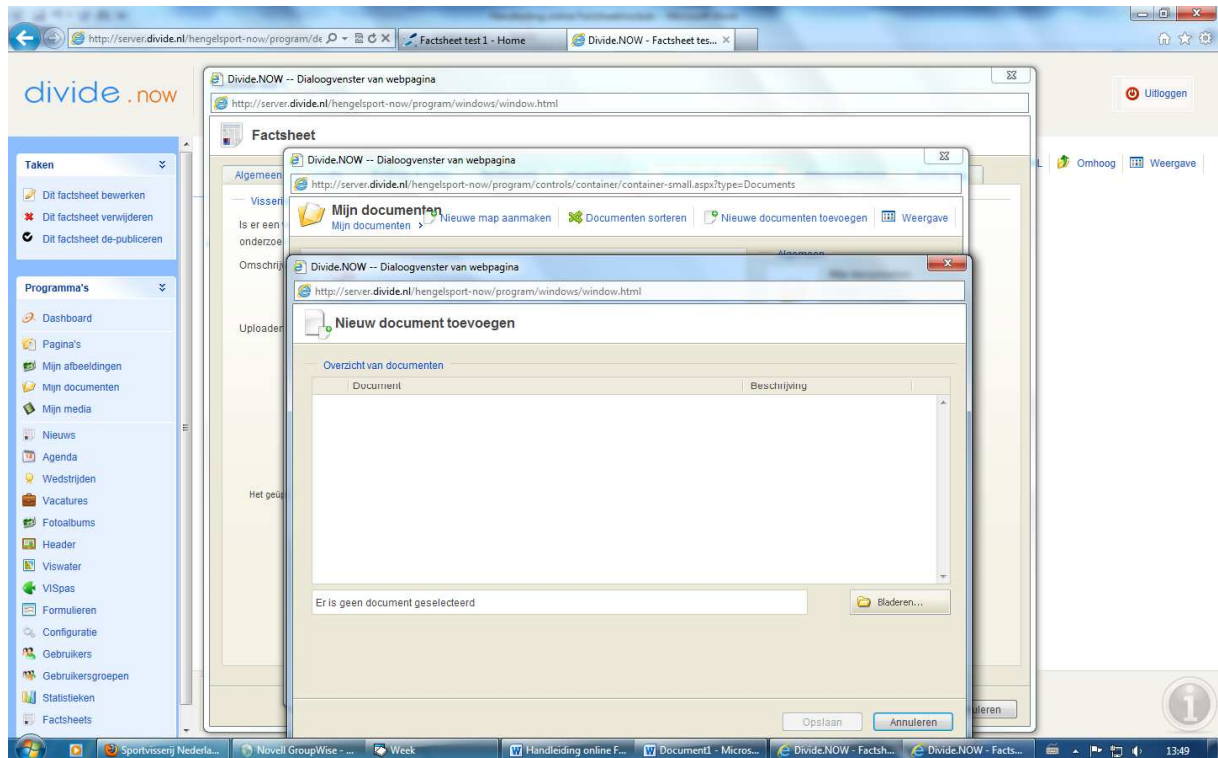 http://server.divide.nl/hengelsport-now/program/de
Factsheet test 1 - Home
Divide.NOW - Factsheet tes...
divide.now
Uitloggen
Divide.NOW -- Dialoogvenster van webpagina
http://server.divide.nl/hengelsport-now/program/windows/window.html
Factsheet
Omhoog
Weergave
Algemeen
Taken
Dit factsheet bewerken
Dit factsheet verwijderen
Dit factsheet de-publiceren
Programma's
Dashboard
Pagina's
Mijn afbeeldingen
Mijn documenten
Mijn media
Nieuws
Agenda
Wedstrijden
Vacatures
Fotoalbums
Header
Viswater
VISpas
Formulieren
Configuratie
Gebruikers
Gebruikersgroepen
Statistieken
Factsheets
Is er een
Divide.NOW -- Dialoogvenster van webpagina
http://server.divide.nl/hengelsport-now/program/controls/container/container-small.aspx?type=Documents
Mijn documenten
Mijn documenten
Nieuwe map aanmaken
Documenten sorteren
Nieuwe documenten toevoegen
Weergave
Algemeen
Divide.NOW -- Dialoogvenster van webpagina
http://server.divide.nl/hengelsport-now/program/windows/window.html
Nieuw document toevoegen
Overzicht van documenten
Document
Beschrijving
Er is geen document geselecteerd
Bladeren...
Opslaan
Annuleren
Sportvisserij Nederla...
Novell GroupWise - ...
Week
Handleiding online F...
Document1 - Micros...
Divide.NOW - Factsh...
Divide.NOW - Facts...
13:49